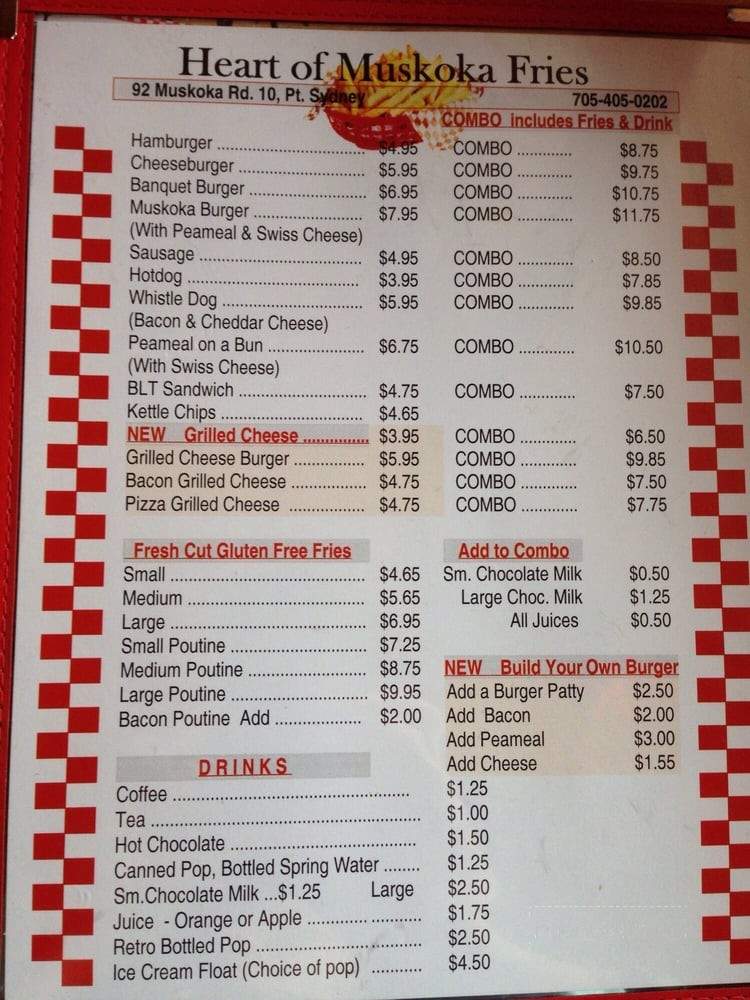 Heart of Muskoka Fries
92 Muskoka Rd. 10, Pt. Sydney 705-405-0202
COMBO includes Fries & Drink
Hamburger .................................. $4.95 COMBO ............. $8.75
Cheeseburger ............................... $5.95 COMBO ............. $9.75
Banquet Burger ........................... $6.95 COMBO ............. $10.75
Muskoka Burger ......................... $7.95 COMBO ............. $11.75
(With Peameal & Swiss Cheese)
Sausage ...................................... $4.95 COMBO ............. $8.50
Hotdog ........................................ $3.95 COMBO ............. $7.85
Whistle Dog ................................. $5.95 COMBO ............. $9.85
(Bacon & Cheddar Cheese)
Peameal on a Bun ...................... $6.75 COMBO ............. $10.50
(With Swiss Cheese)
BLT Sandwich ............................. $4.75 COMBO ............. $7.50
Kettle Chips ................................. $4.65
NEW Grilled Cheese ............... $3.95 COMBO ............. $6.50
Grilled Cheese Burger ................ $5.95 COMBO ............. $9.85
Bacon Grilled Cheese ................. $4.75 COMBO ............. $7.50
Pizza Grilled Cheese ................. $4.75 COMBO ............. $7.75
Fresh Cut Gluten Free Fries
Small ............................................. $4.65
Medium ........................................ $5.65
Large ............................................ $6.95
Small Poutine ............................... $7.25
Medium Poutine .......................... $8.75
Large Poutine ............................... $9.95
Bacon Poutine Add ................... $2.00
Add to Combo
Sm. Chocolate Milk $0.50
Large Choc. Milk $1.25
All Juices $0.50
NEW Build Your Own Burger
Add a Burger Patty $2.50
Add Bacon $2.00
Add Peameal $3.00
Add Cheese $1.55
DRINKS
Coffee ...................................................... $1.25
Tea ............................................................. $1.00
Hot Chocolate ........................................... $1.50
Canned Pop, Bottled Spring Water ........ $1.25
Sm.Chocolate Milk ...$1.25 Large $2.50
Juice - Orange or Apple .......................... $1.75
Retro Bottled Pop ...................................... $2.50
Ice Cream Float (Choice of pop) ............ $4.50